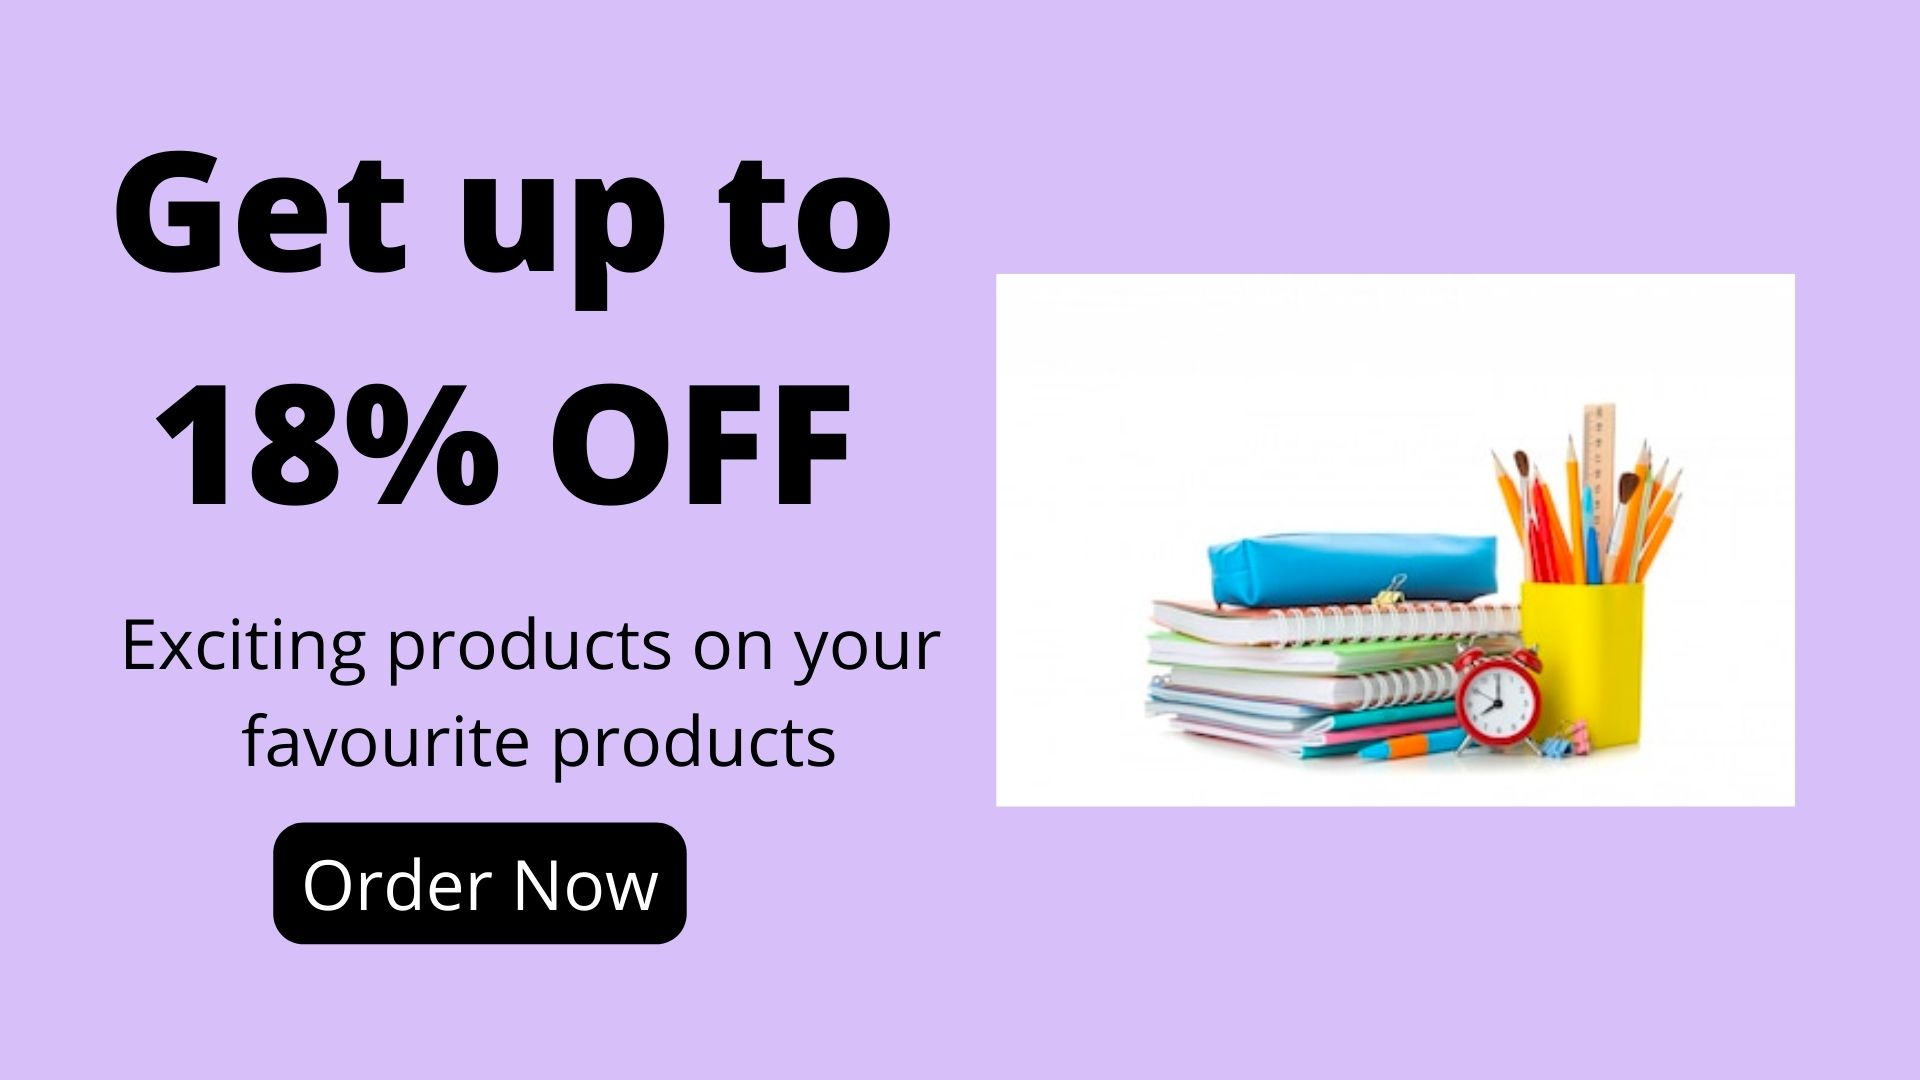 Get up to
18% OFF
Exciting products on your
favourite products
Order Now